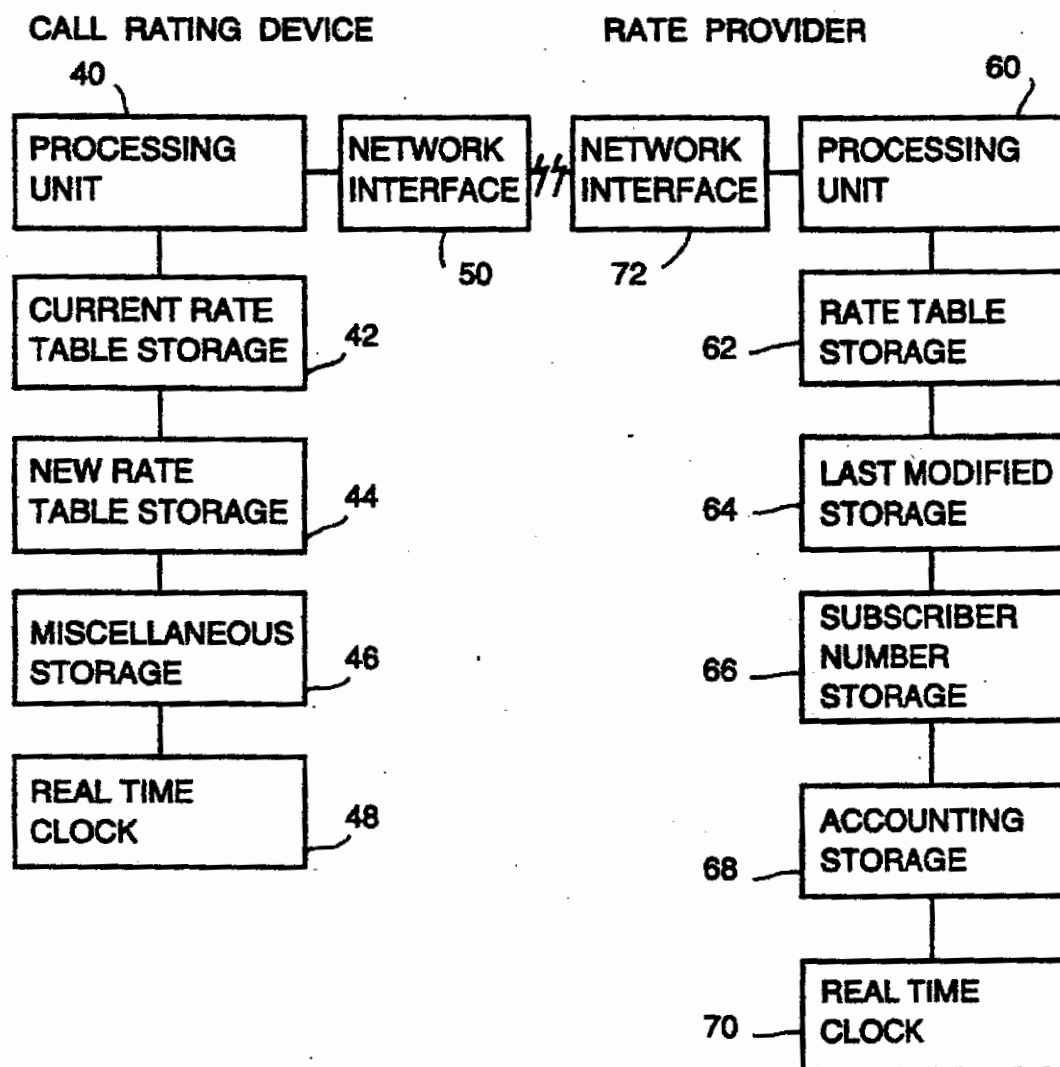 CALL RATING DEVICE
RATE PROVIDER
40
60
PROCESSING
UNIT
NETWORK
INTERFACE
NETWORK
INTERFACE
PROCESSING
UNIT
50
72
CURRENT RATE
TABLE STORAGE
42
62
RATE TABLE
STORAGE
NEW RATE
TABLE STORAGE
44
64
LAST MODIFIED
STORAGE
MISCELLANEOUS
STORAGE
46
66
SUBSCRIBER
NUMBER
STORAGE
REAL TIME
CLOCK
48
68
ACCOUNTING
STORAGE
70
REAL TIME
CLOCK